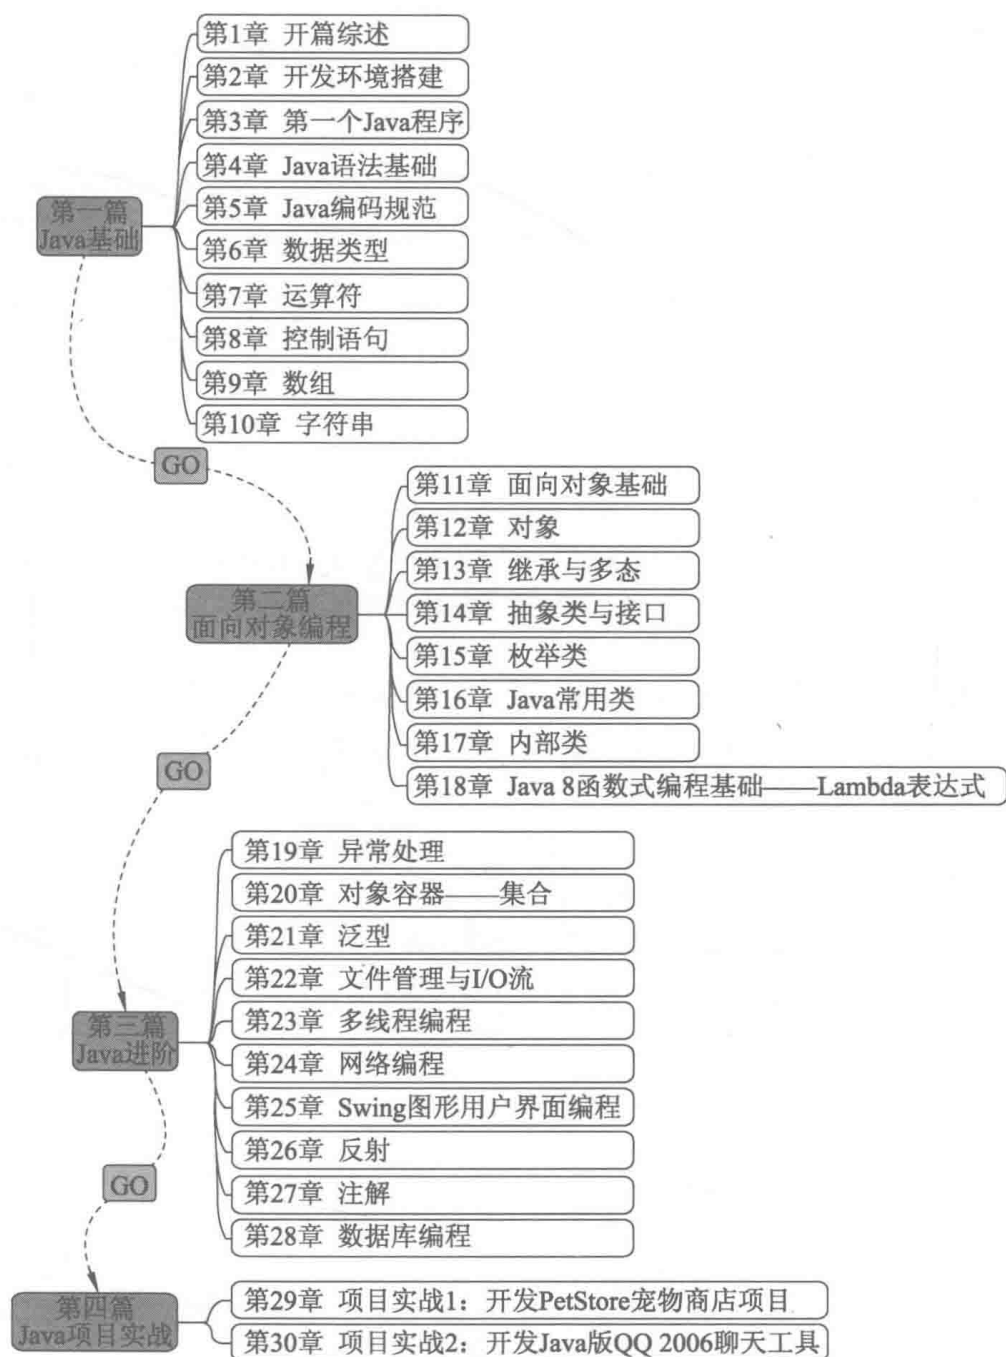 第一篇
Java基础
第1章 开篇综述
第2章 开发环境搭建
第3章 第一个Java程序
第4章 Java语法基础
第5章 Java编码规范
第6章 数据类型
第7章 运算符
第8章 控制语句
第9章 数组
第10章 字符串
GO
第二篇
面向对象编程
第11章 面向对象基础
第12章 对象
第13章 继承与多态
第14章 抽象类与接口
第15章 枚举类
第16章 Java常用类
第17章 内部类
第18章 Java 8函数式编程基础——Lambda表达式
GO
第三篇
Java进阶
第19章 异常处理
第20章 对象容器——集合
第21章 泛型
第22章 文件管理与I/O流
第23章 多线程编程
第24章 网络编程
第25章 Swing图形用户界面编程
第26章 反射
第27章 注解
第28章 数据库编程
GO
第四篇
Java项目实战
第29章 项目实战1：开发PetStore宠物商店项目
第30章 项目实战2：开发Java版QQ 2006聊天工具